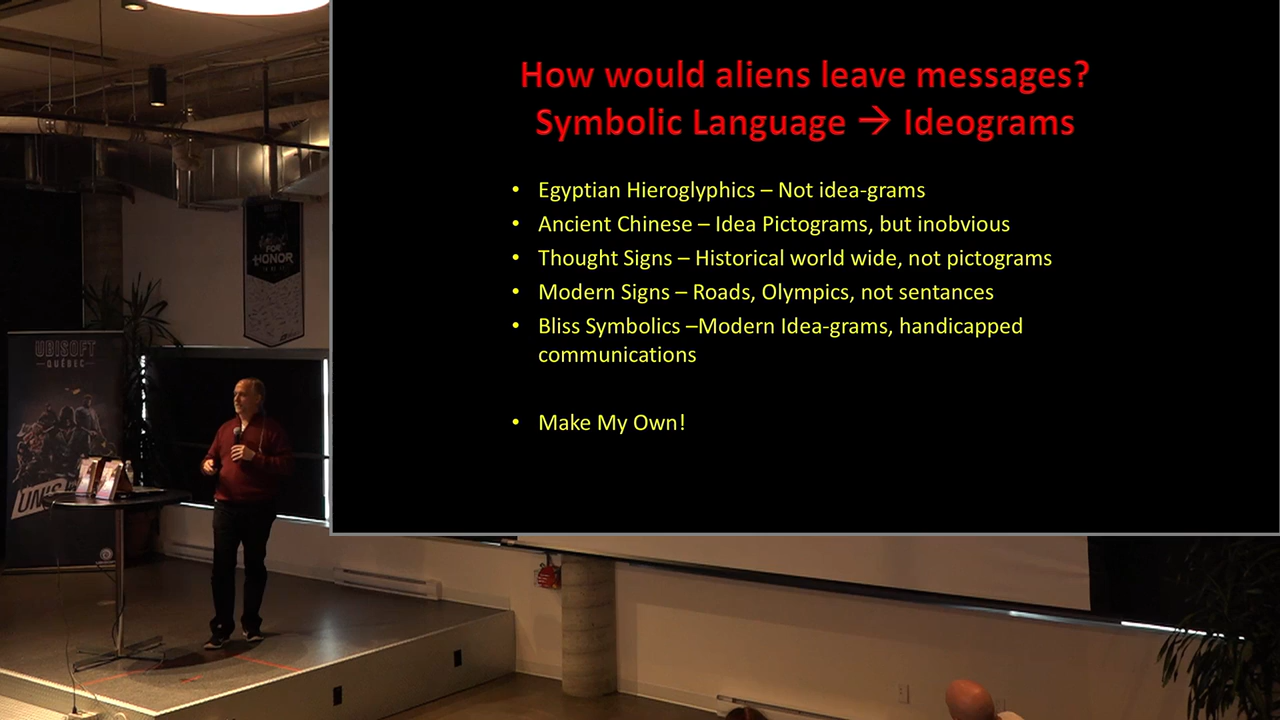 How would aliens leave messages?
Symbolic Language → Ideograms
• Egyptian Hieroglyphics – Not idea-grams
• Ancient Chinese – Idea Pictograms, but inobvious
• Thought Signs – Historical world wide, not pictograms
• Modern Signs – Roads, Olympics, not sentances
• Bliss Symbolics –Modern Idea-grams, handicapped
communications
• Make My Own!
FOR
HONOR
UBISOFT
QUÉBEC